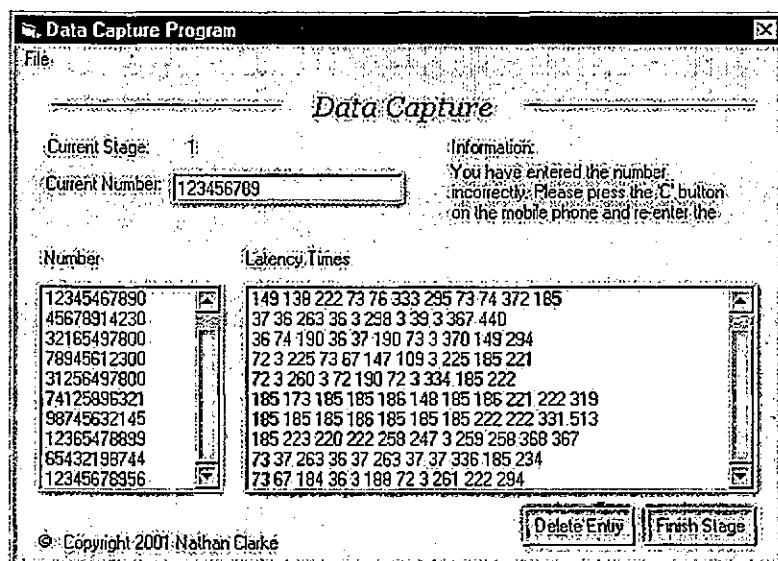 Data Capture Program
File
Data Capture
Current Stage: 1
Information:
Current Number: 123456789
You have entered the number
incorrectly. Please press the 'C' button
on the mobile phone and re-enter the
Number
Latency Times
12345467890
149 138 222 73 76 333 295 73 74 372 185
45678914230
37 36 263 36 3 298 3 39 3 367 440
32165497800
36 74 190 36 37 190 73 3 370 149 294
78945612300
72 3 225 73 67 147 109 3 225 185 221
31256497800
72 3 260 3 72 190 72 3 334 185 222
74125896321
185 173 185 185 186 148 185 186 221 222 319
98745632145
185 185 185 186 185 185 185 222 222 331 513
12365478899
185 223 220 222 258 247 3 259 258 368 367
65432198744
73 37 263 36 37 263 37 37 336 185 234
12345678956
73 67 184 36 3 188 72 3 261 222 294
Delete Entry
Finish Stage
© Copyright 2001 Nathan Clarke